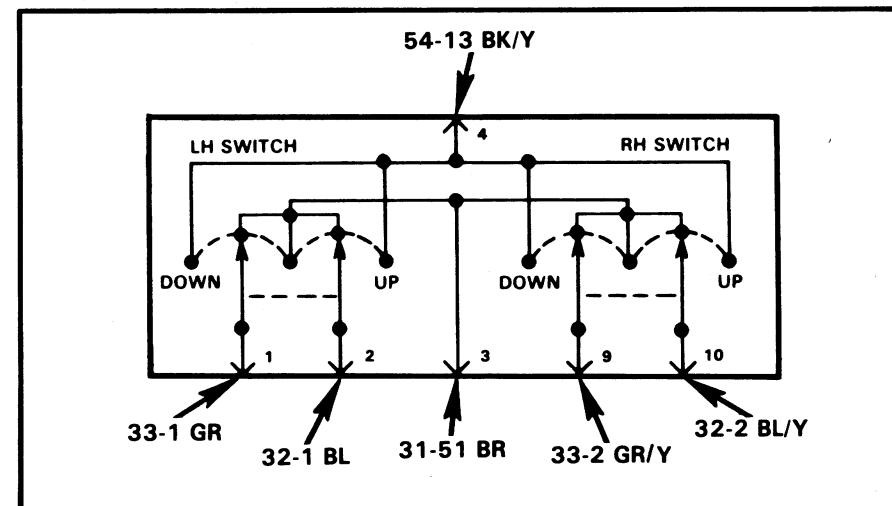 54-13 BK/Y
4
LH SWITCH
RH SWITCH
DOWN
UP
DOWN
UP
1
2
3
9
10
33-1 GR
32-1 BL
31-51 BR
33-2 GR/Y
32-2 BL/Y